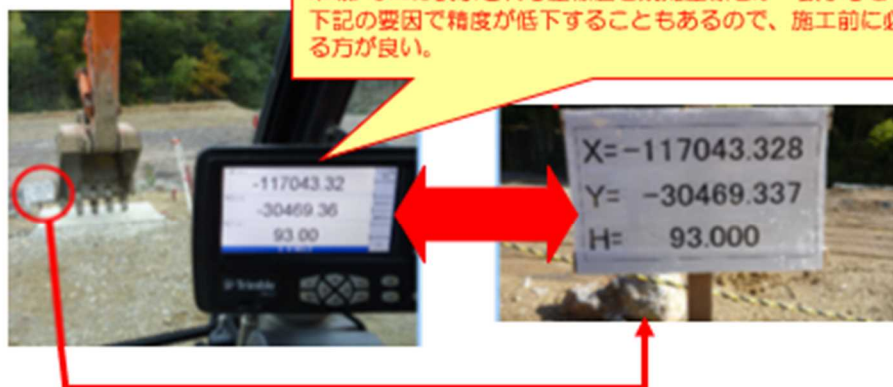 下記の要因で精度が低下することもあるので、施工前に必
る方が良い。
-117043.32
-30469.36
93.00
Trimble
X=-117043.328
Y= -30469.337
H= 93.000